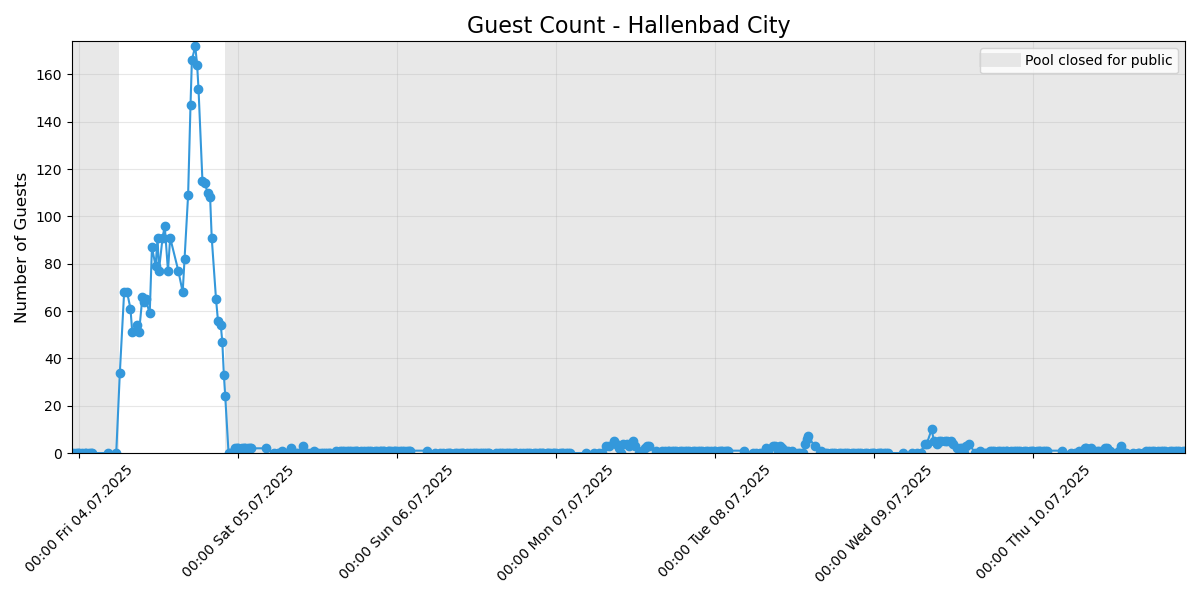 Guest Count - Hallenbad City
Pool closed for public
Number of Guests
160
140
120
100
80
60
40
20
0
00:00 Fri 04.07.2025
00:00 Sat 05.07.2025
00:00 Sun 06.07.2025
00:00 Mon 07.07.2025
00:00 Tue 08.07.2025
00:00 Wed 09.07.2025
00:00 Thu 10.07.2025